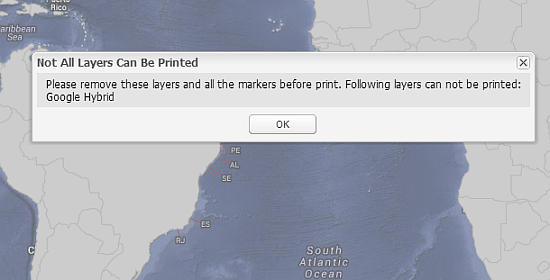 Puerto
Rico
Caribbean
Sea
Not All Layers Can Be Printed
Please remove these layers and all the markers before print. Following layers can not be printed:
Google Hybrid
OK
PE
AL
SE
ES
RJ
C
South
Atlantic
Ocean